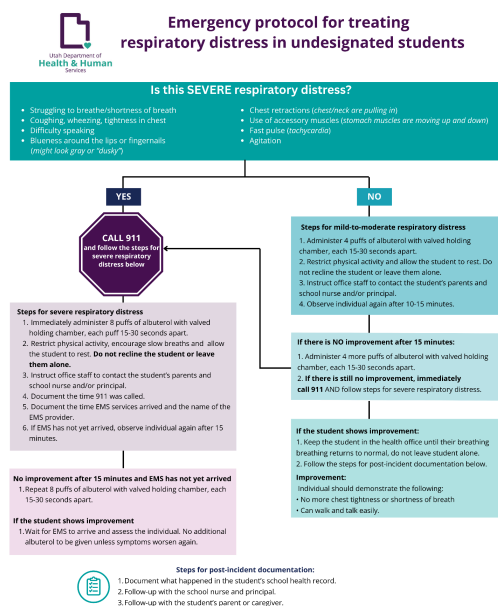 Emergency protocol for treating
respiratory distress in undesignated students
Utah Department of
Health & Human
Services
Is this SEVERE respiratory distress?
• Struggling to breathe/shortness of breath
• Coughing, wheezing, tightness in chest
• Difficulty speaking
• Blueness around the lips or fingernails
(might look gray or "dusky")
• Chest retractions (chest/neck are pulling in)
• Use of accessory muscles (stomach muscles are moving up and down)
• Fast pulse (tachycardia)
• Agitation
YES
NO
CALL 911
and follow the steps for
severe respiratory
distress below
Steps for severe respiratory distress
1. Immediately administer 8 puffs of albuterol with valved
holding chamber, each puff 15-30 seconds apart.
2. Restrict physical activity, encourage slow breaths and allow
the student to rest. Do not recline the student or leave
them alone.
3. Instruct office staff to contact the student's parents and
school nurse and/or principal.
4. Document the time 911 was called.
5. Document the time EMS services arrived and the name of the
EMS provider.
6. If EMS has not yet arrived, observe individual again after 15
minutes.
No improvement after 15 minutes and EMS has not yet arrived
1. Repeat 8 puffs of albuterol with valved holding chamber, each
15-30 seconds apart.
If the student shows improvement
1. Wait for EMS to arrive and assess the individual. No additional
albuterol to be given unless symptoms worsen again.
Steps for mild-to-moderate respiratory distress
1. Administer 4 puffs of albuterol with valved holding
chamber, each 15-30 seconds apart.
2. Restrict physical activity and allow the student to rest. Do
not recline the student or leave them alone.
3. Instruct office staff to contact the student's parents and
school nurse and/or principal.
4. Observe individual again after 10-15 minutes.
If there is NO improvement after 15 minutes:
1. Administer 4 more puffs of albuterol with valved holding
chamber, each 15-30 seconds apart.
2. If there is still no improvement, immediately
call 911 AND follow steps for severe respiratory distress.
If the student shows improvement:
1. Keep the student in the health office until their breathing
breathing returns to normal, do not leave student alone.
2. Follow the steps for post-incident documentation below.
Improvement:
Individual should demonstrate the following:
• No more chest tightness or shortness of breath
• Can walk and talk easily.
Steps for post-incident documentation:
1. Document what happened in the student's school health record.
2. Follow-up with the school nurse and principal.
3. Follow-up with the student's parent or caregiver.